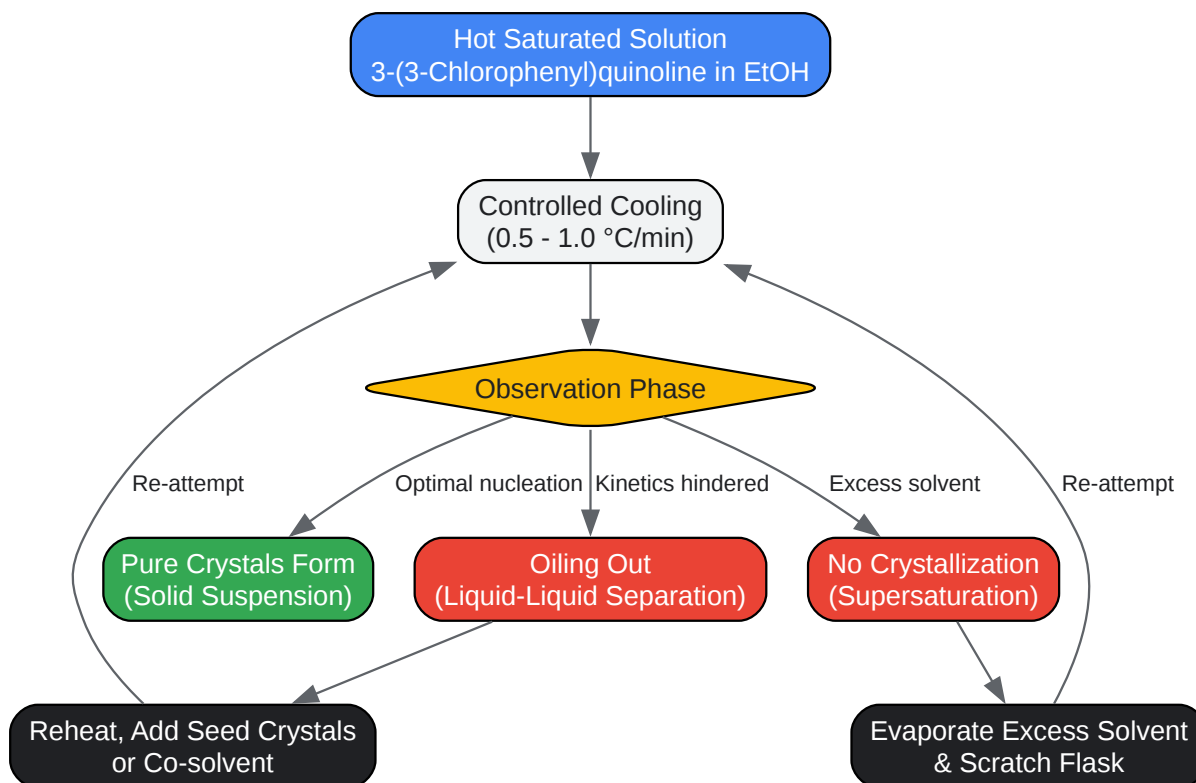 Hot Saturated Solution
3-(3-Chlorophenyl)quinoline in EtOH
Controlled Cooling
(0.5 - 1.0 °C/min)
Observation Phase
Re-attempt
Optimal nucleation
Kinetics hindered
Excess solvent
Re-attempt
Pure Crystals Form
(Solid Suspension)
Oiling Out
(Liquid-Liquid Separation)
No Crystallization
(Supersaturation)
Reheat, Add Seed Crystals
or Co-solvent
Evaporate Excess Solvent
& Scratch Flask